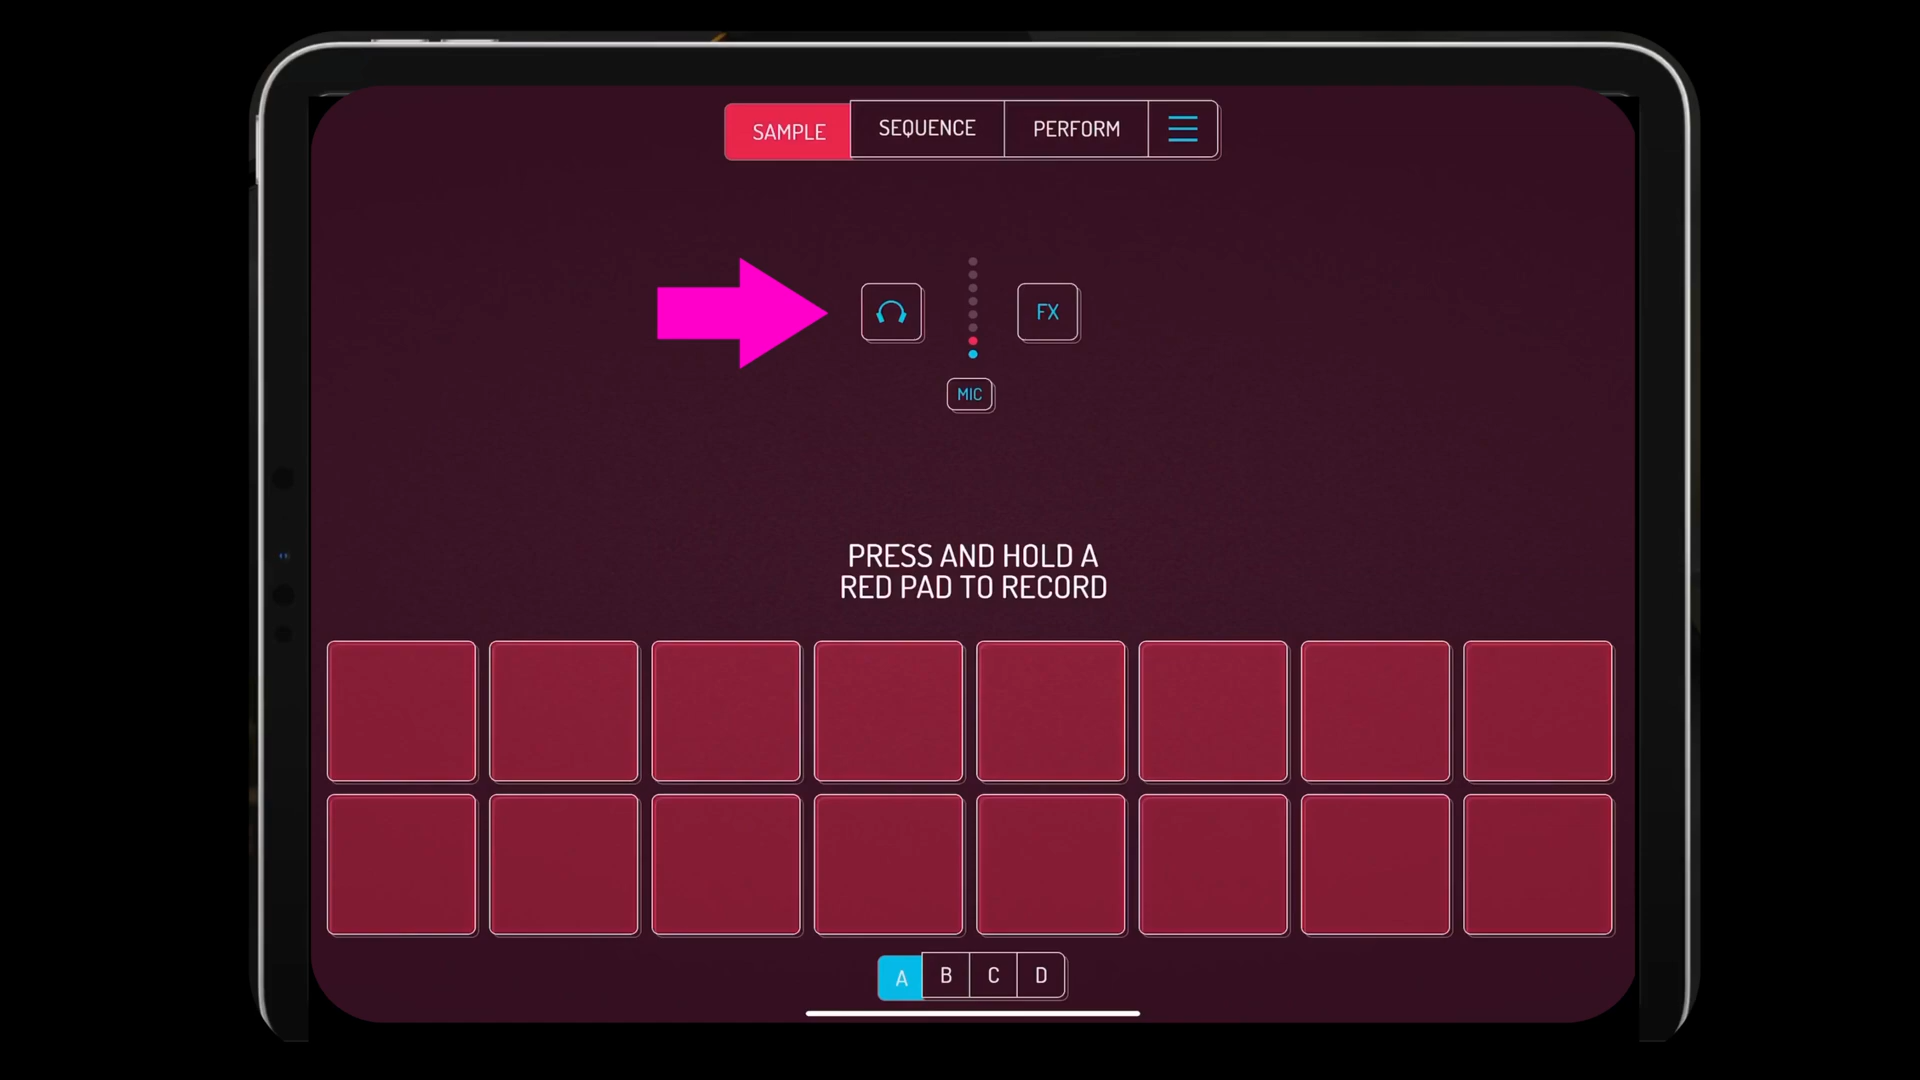 SAMPLE
SEQUENCE
PERFORM
FX
MIC
PRESS AND HOLD A
RED PAD TO RECORD
A
B
C
D